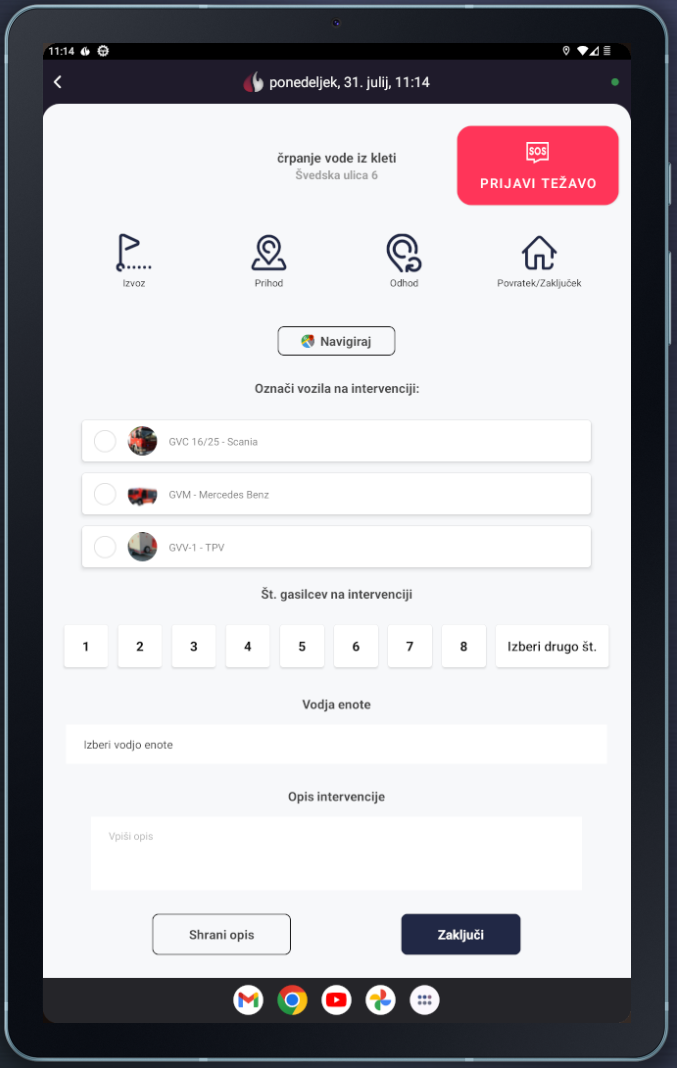 11:14
ponedeljek, 31. julij, 11:14
črpanje vode iz kleti
Švedska ulica 6
SOS
PRIJAVI TEŽAVO
Izvoz
Prihod
Odhod
Povratek/Zaključek
Navigiraj
Označi vozila na intervenciji:
GVC 16/25 - Scania
GVM - Mercedes Benz
GVV-1 - TPV
Št. gasilcev na intervenciji
1 2 3 4 5 6 7 8 Izberi drugo št.
Vodja enote
Izberi vodjo enote
Opis intervencije
Vpiši opis
Shrani opis
Zaključi